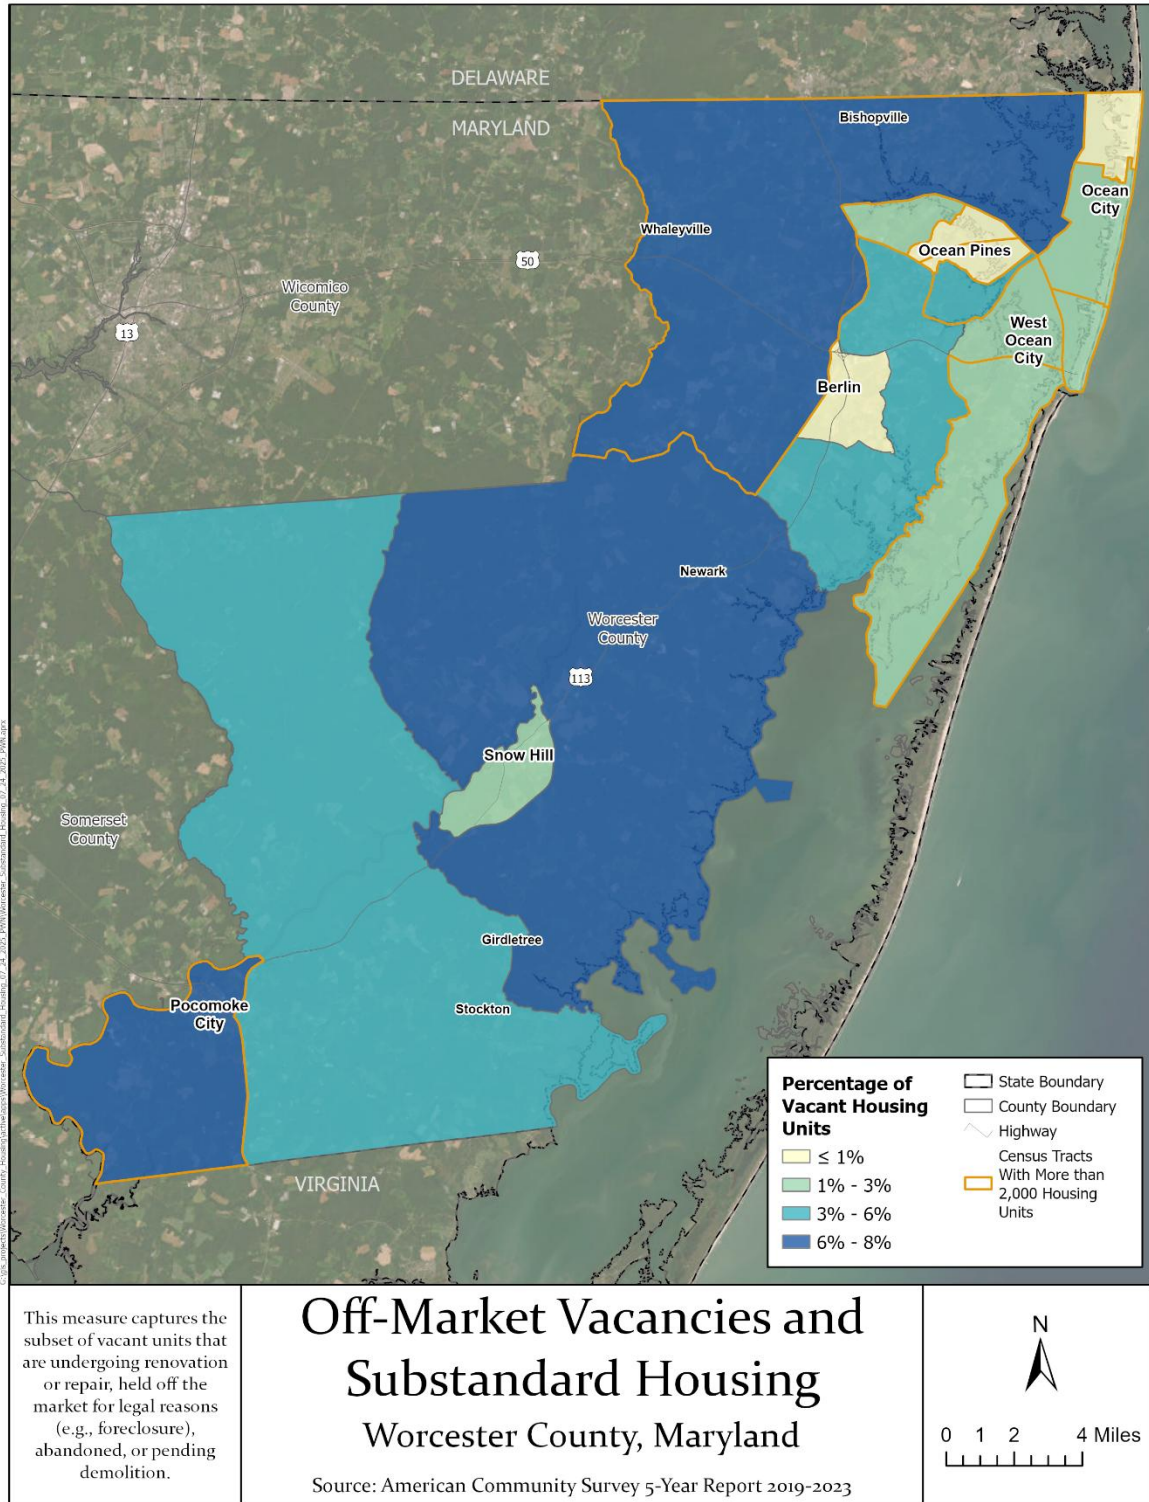 DELAWARE
MARYLAND
Bishopville
Ocean
City
Whaleyville
Ocean Pines
50
Wicomico
County
13
West
Ocean
City
Berlin
Newark
Worcester
County
113
Snow Hill
Somerset
County
Girdletree
Stockton
Pocomoke
City
VIRGINIA
Percentage of
Vacant Housing
Units
≤ 1%
1% - 3%
3% - 6%
6% - 8%
State Boundary
County Boundary
Highway
Census Tracts
With More than
2,000 Housing
Units
This measure captures the
subset of vacant units that
are undergoing renovation
or repair, held off the
market for legal reasons
(e.g., foreclosure),
abandoned, or pending
demolition.
Off-Market Vacancies and
Substandard Housing
Worcester County, Maryland
Source: American Community Survey 5-Year Report 2019-2023
N
0 1 2 4 Miles